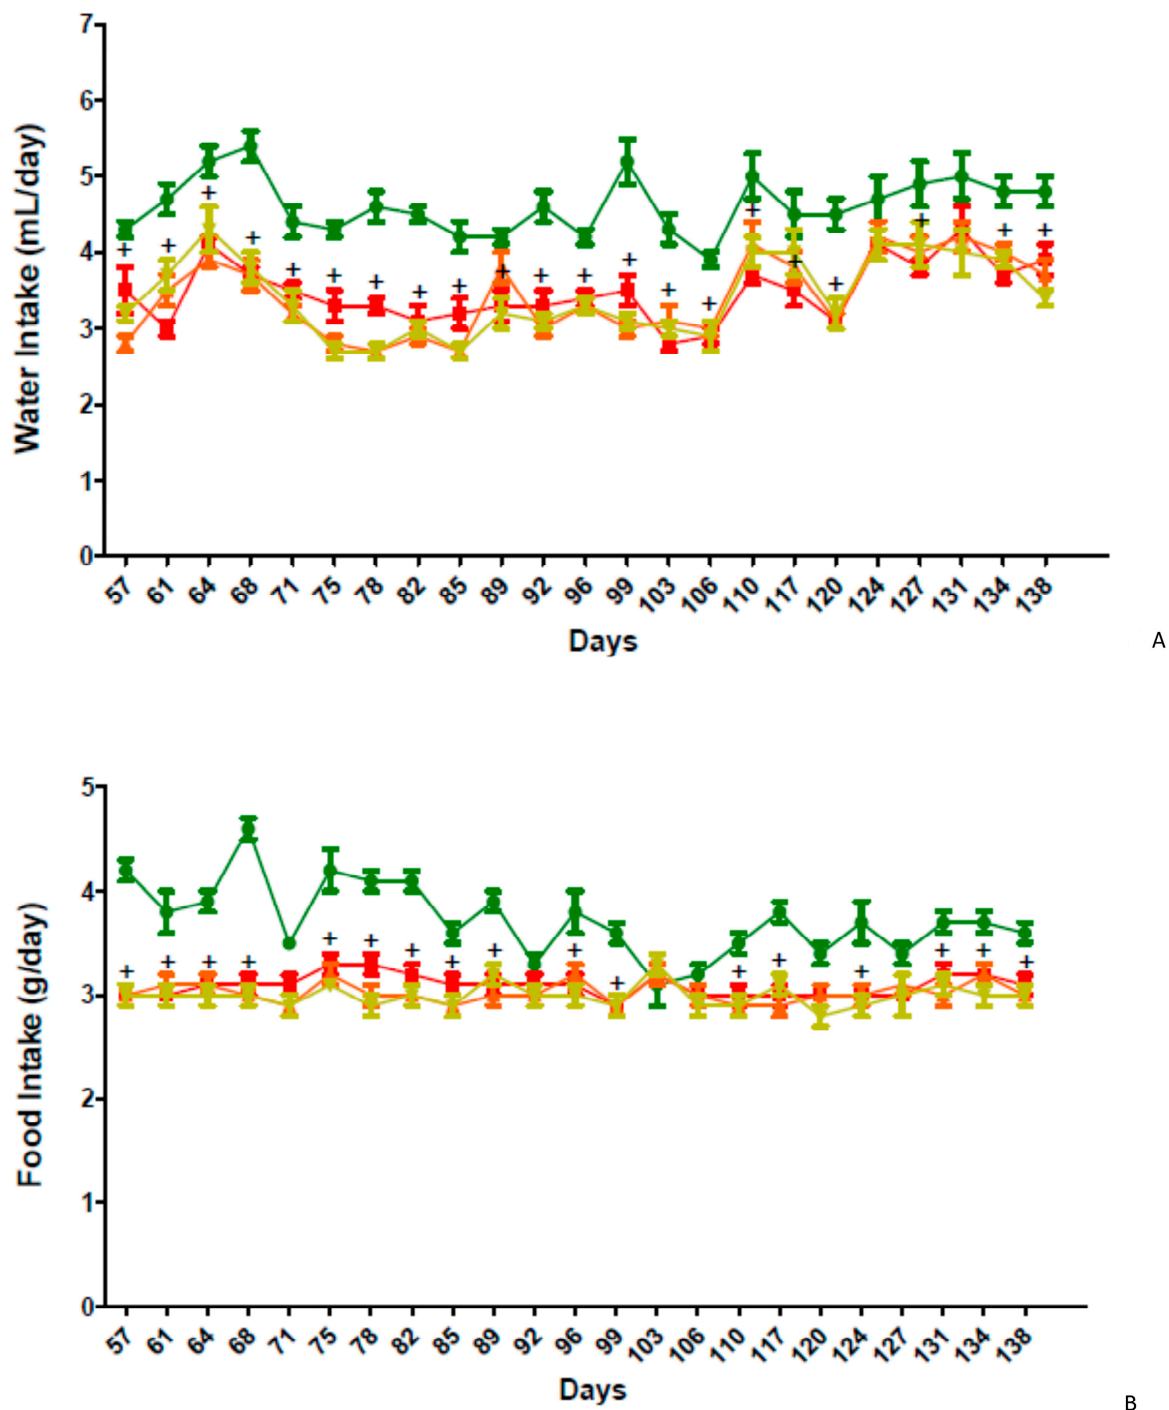 7
6
5
4
3
2
1
0
Water Intake (mL/day)
+ + + + + + + + + + + + + + + + + + + + + +
57 61 64 68 71 75 78 82 85 89 92 96 99 103 106 110 117 120 124 127 131 134 138
Days
A
5
4
3
2
1
0
Food Intake (g/day)
+ + + + + + + + + + + + + + + + + +
57 61 64 68 71 75 78 82 85 89 92 96 99 103 106 110 117 120 124 127 131 134 138
Days
B